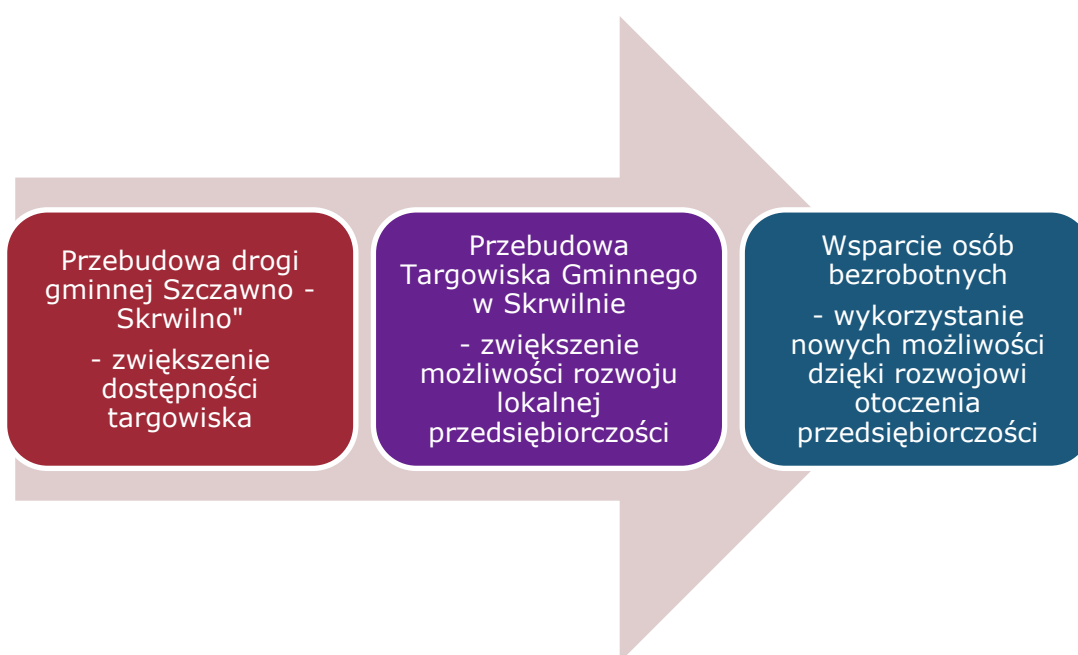 Przebudowa drogi
gminnej Szczawno -
Skrwilno"
- zwiększenie
dostępności
targowiska
Przebudowa
Targowiska Gminnego
w Skrwilnie
- zwiększenie
możliwości rozwoju
lokalnej
przedsiębiorczości
Wsparcie osób
bezrobotnych
- wykorzystanie
nowych możliwości
dzięki rozwojowi
otoczenia
przedsiębiorczości